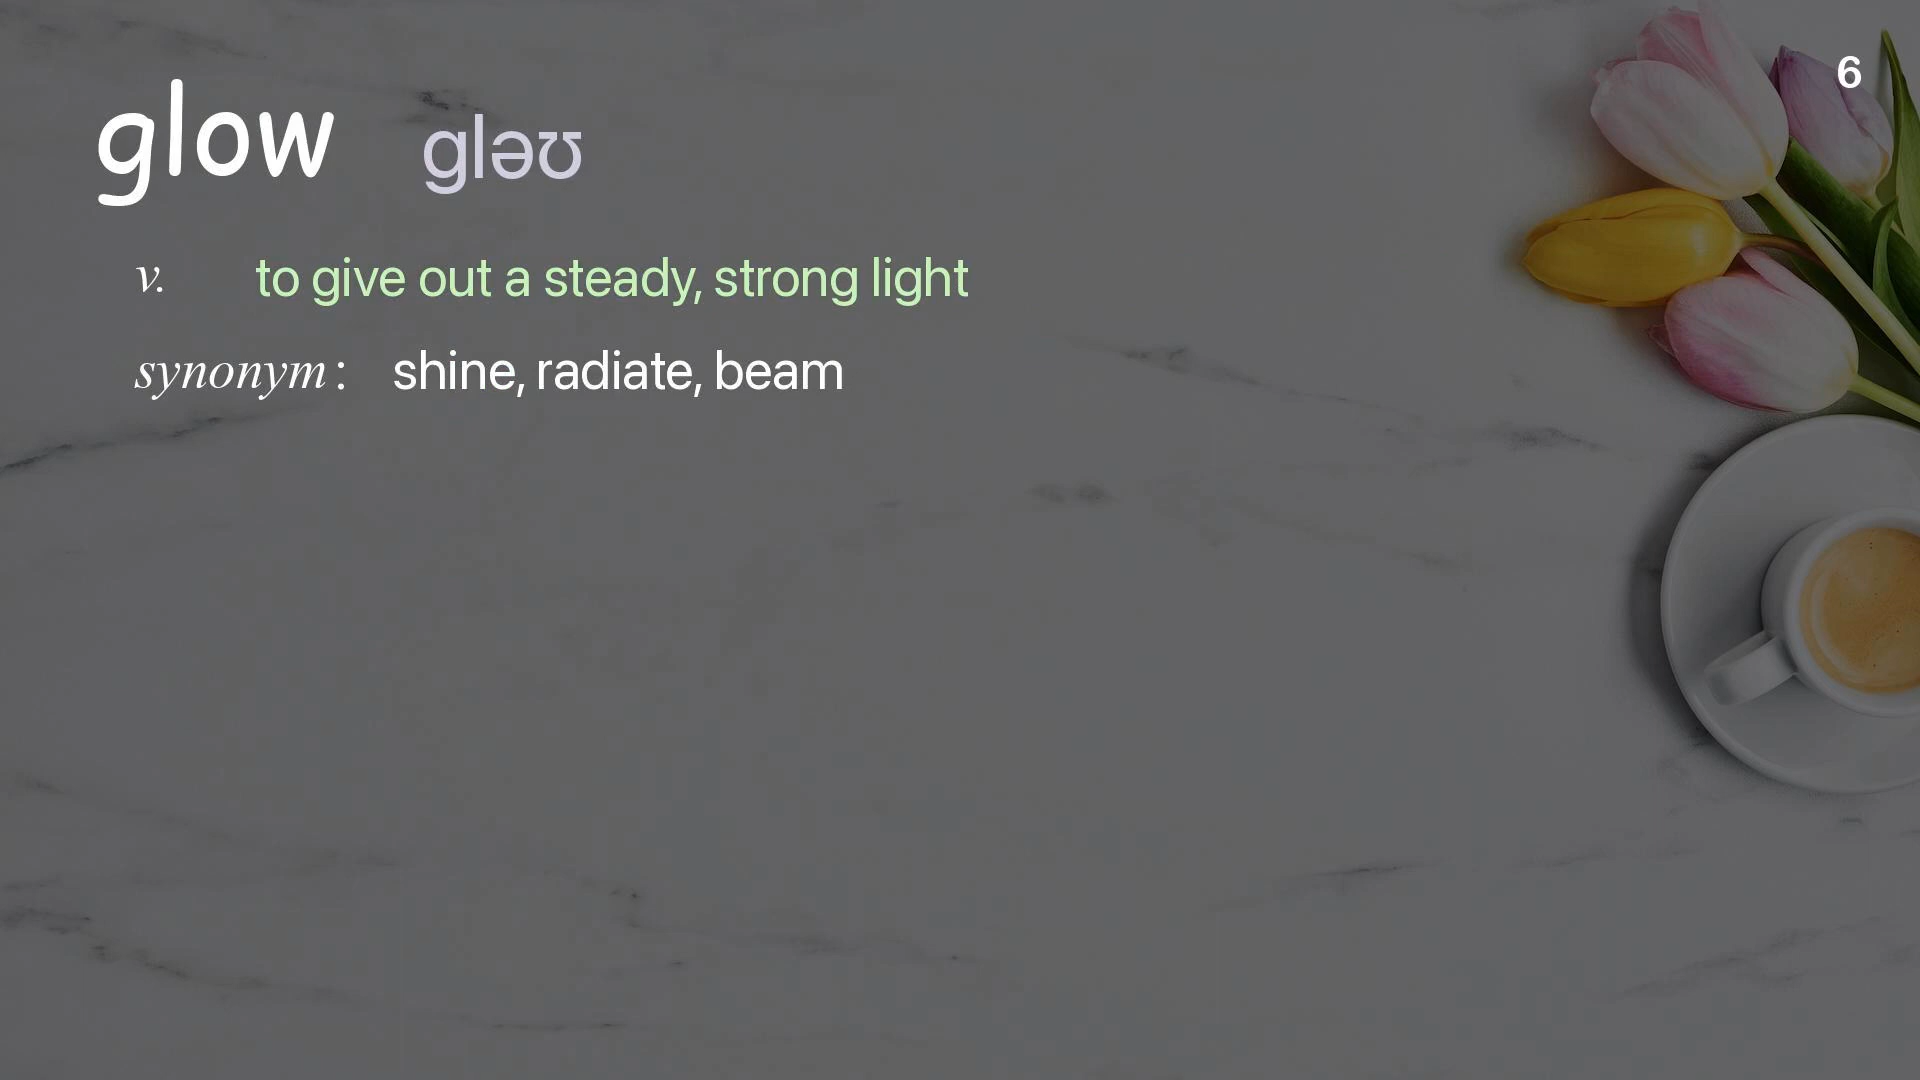 6
glow gləʊ
v. to give out a steady, strong light
synonym: shine, radiate, beam